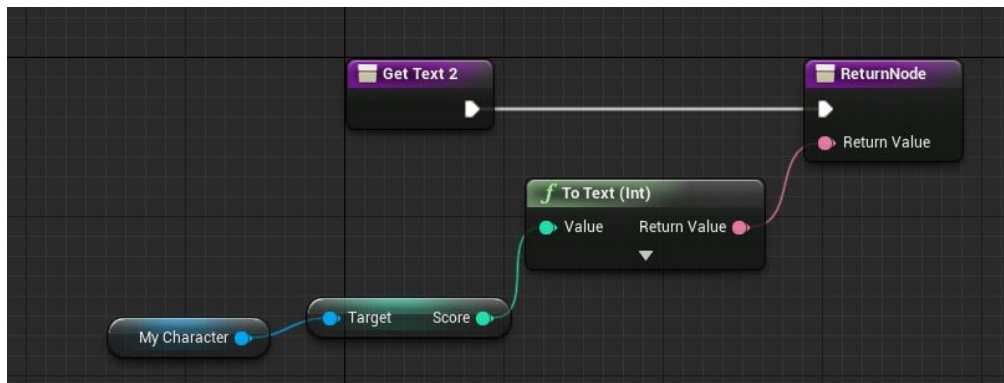 Get Text 2
ReturnNode
Return Value
f To Text (Int)
Value Return Value
Target Score
My Character